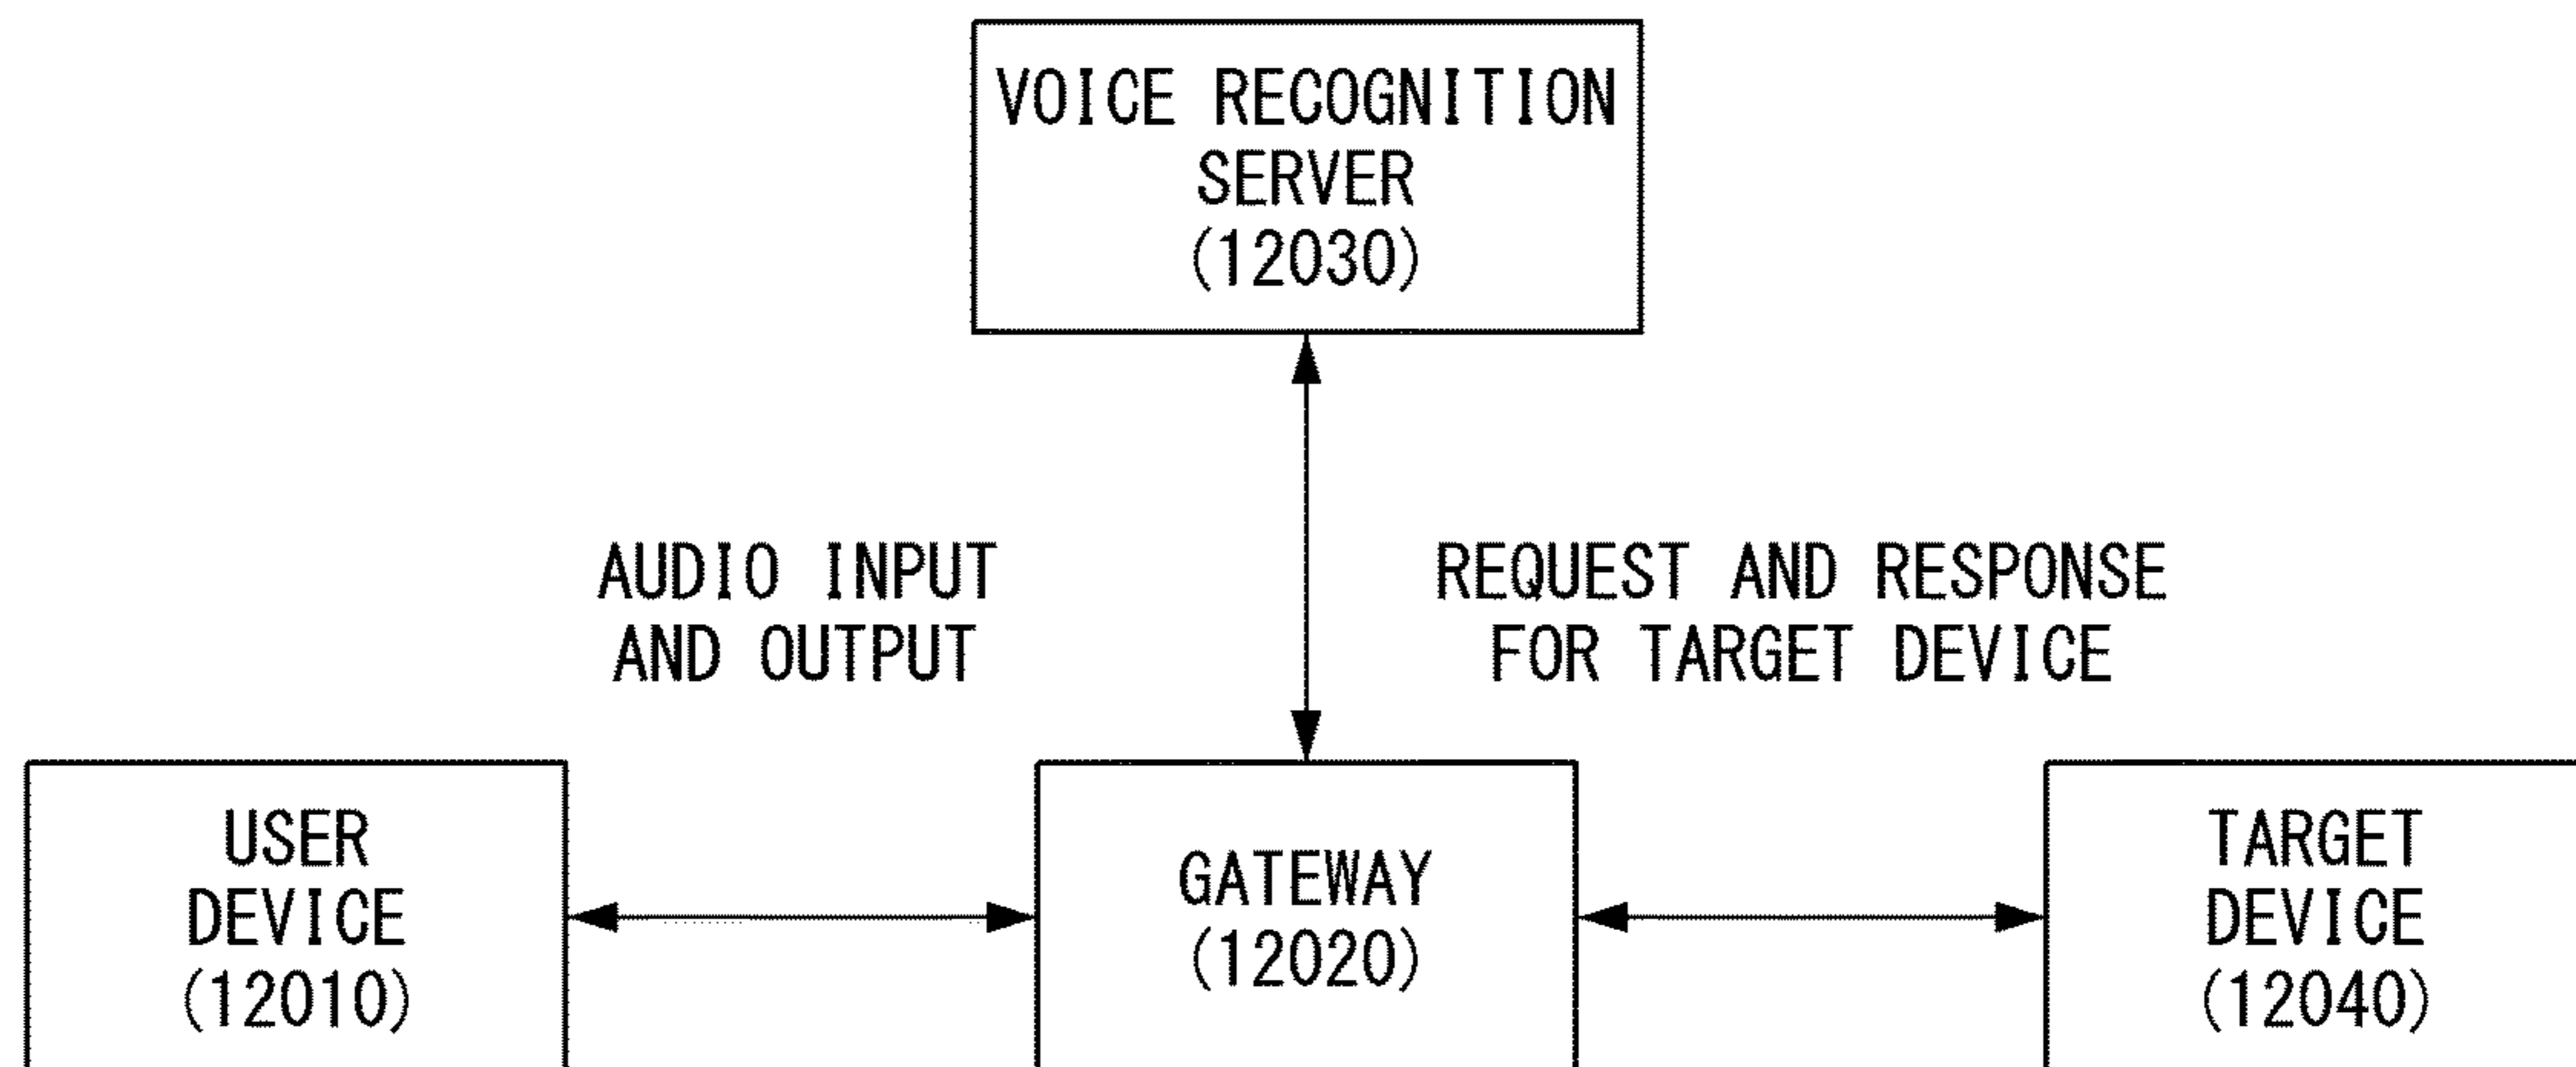 VOICE RECOGNITION
SERVER
(12030)
AUDIO INPUT
AND OUTPUT
REQUEST AND RESPONSE
FOR TARGET DEVICE
USER
DEVICE
(12010)
GATEWAY
(12020)
TARGET
DEVICE
(12040)